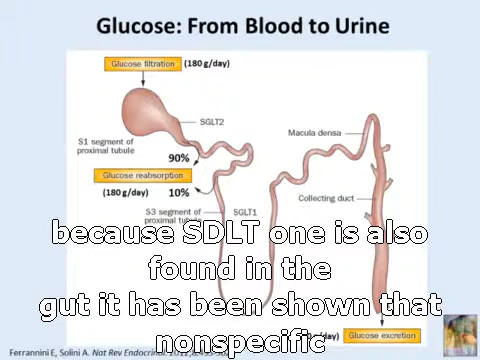 Glucose: From Blood to Urine
Glucose filtration (180 g/day)
SGLT2
Macula densa
S1 segment of
proximal tubule
90%
Glucose reabsorption
(180 g/day) 10%
Collecting duct
S3 segment of
proximal tubule
SGLT1
because SDLT one is also
found in the
gut it has been shown that
nonspecific
Glucose excretion
Ferrannini E, Solini A. Nat Rev Endocrinol.